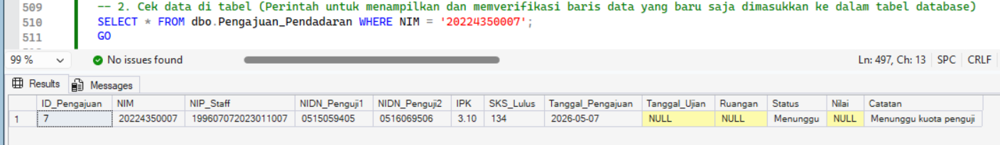 509 -- 2. Cek data di tabel (Perintah untuk menampilkan dan memverifikasi baris data yang baru saja dimasukkan ke dalam tabel database)
510 SELECT * FROM dbo.Pengajuan_Pendadaran WHERE NIM = '20224350007';
511 GO
99 % No issues found Ln: 497, Ch: 13 SPC CRLF
Results Messages
ID_Pengajuan NIM NIP_Staff NIDN_Penguji1 NIDN_Penguji2 IPK SKS_Lulus Tanggal_Pengajuan Tanggal_Ujian Ruangan Status Nilai Catatan
1 7 20224350007 199607072023011007 0515059405 0516069506 3.10 134 2026-05-07 NULL NULL Menunggu NULL Menunggu kuota penguji